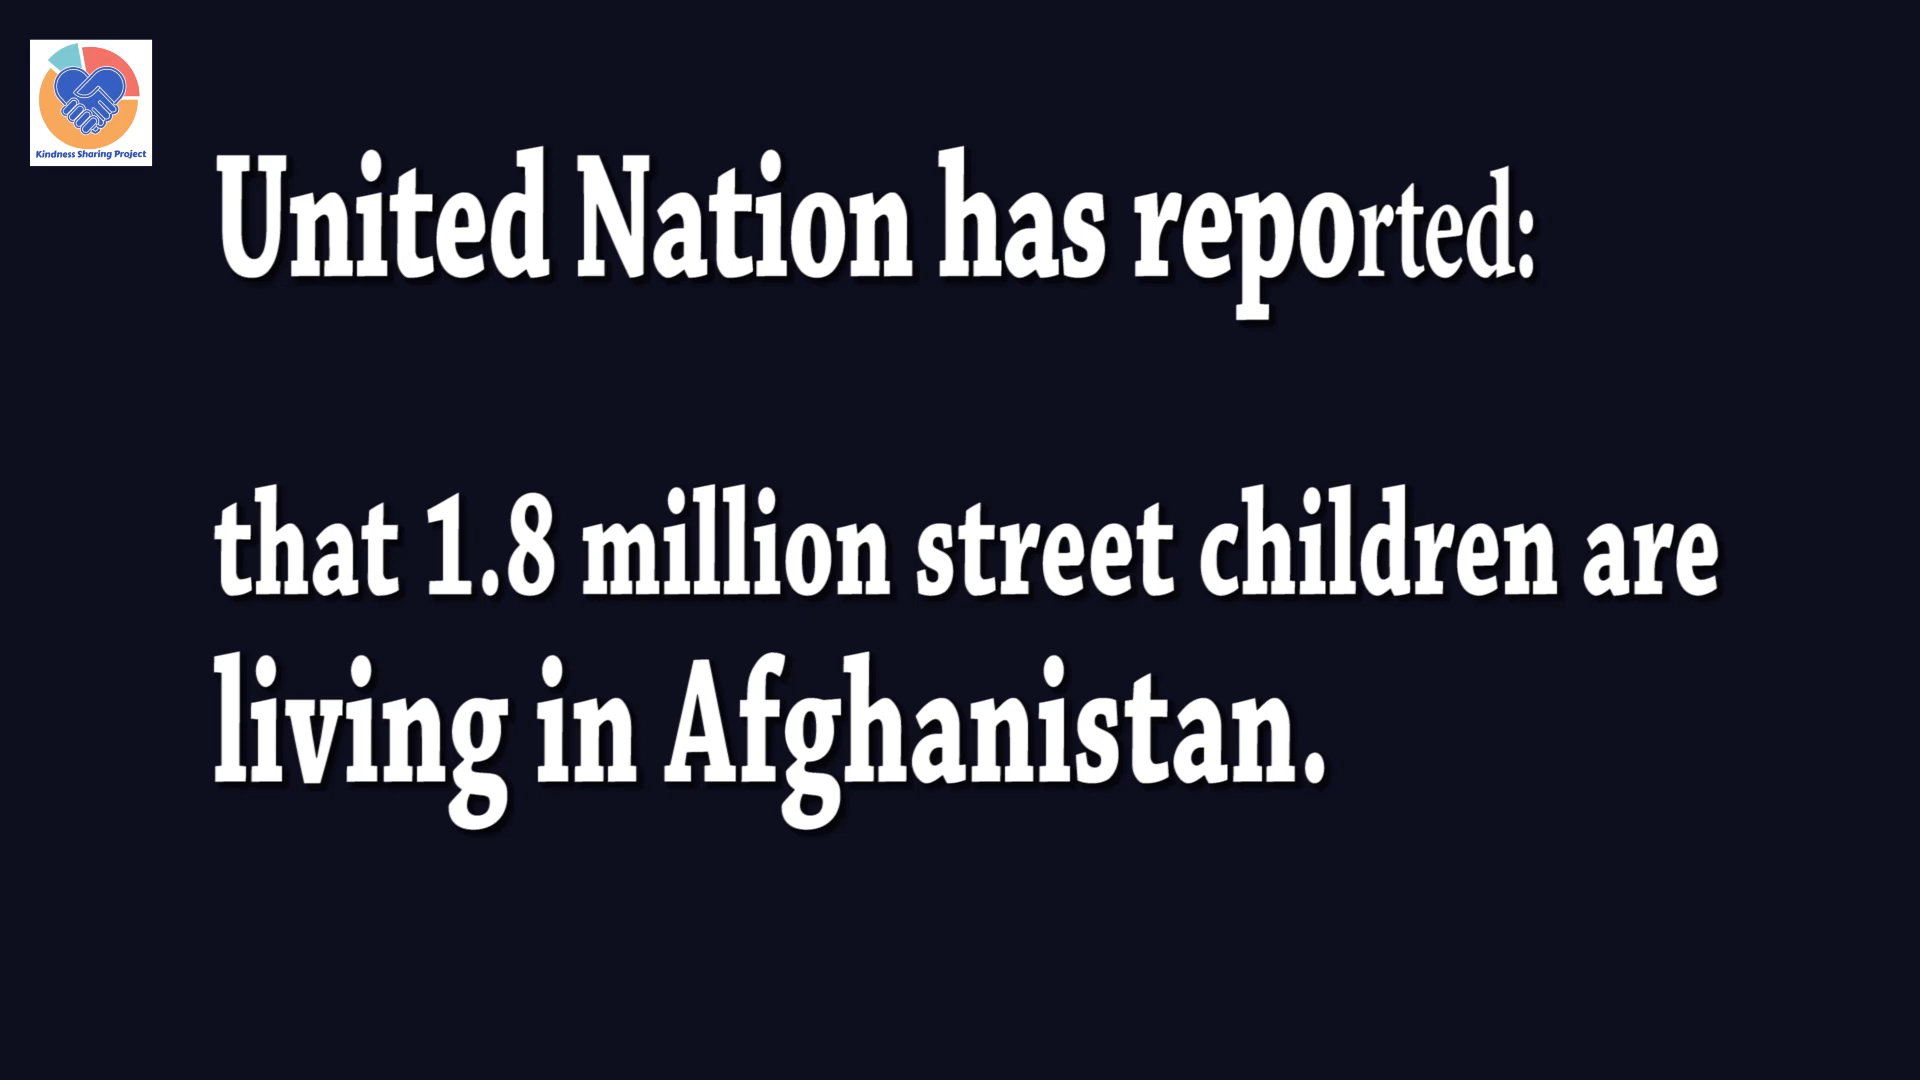 Kindness Sharing Project
United Nation has reported:
that 1.8 million street children are
living in Afghanistan.